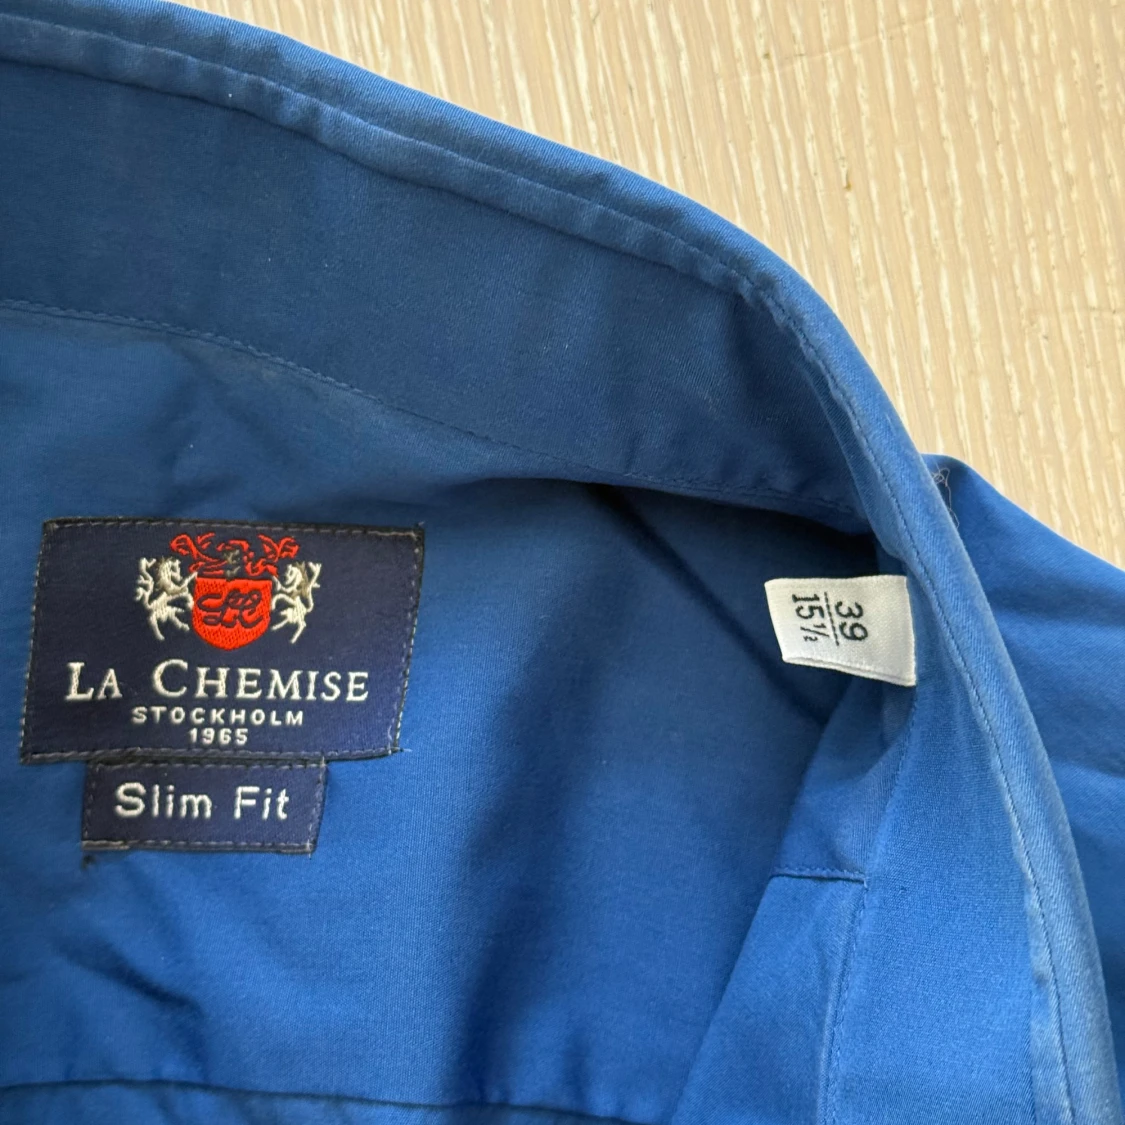 LA CHEMISE
STOCKHOLM
1965
Slim Fit
39
15½